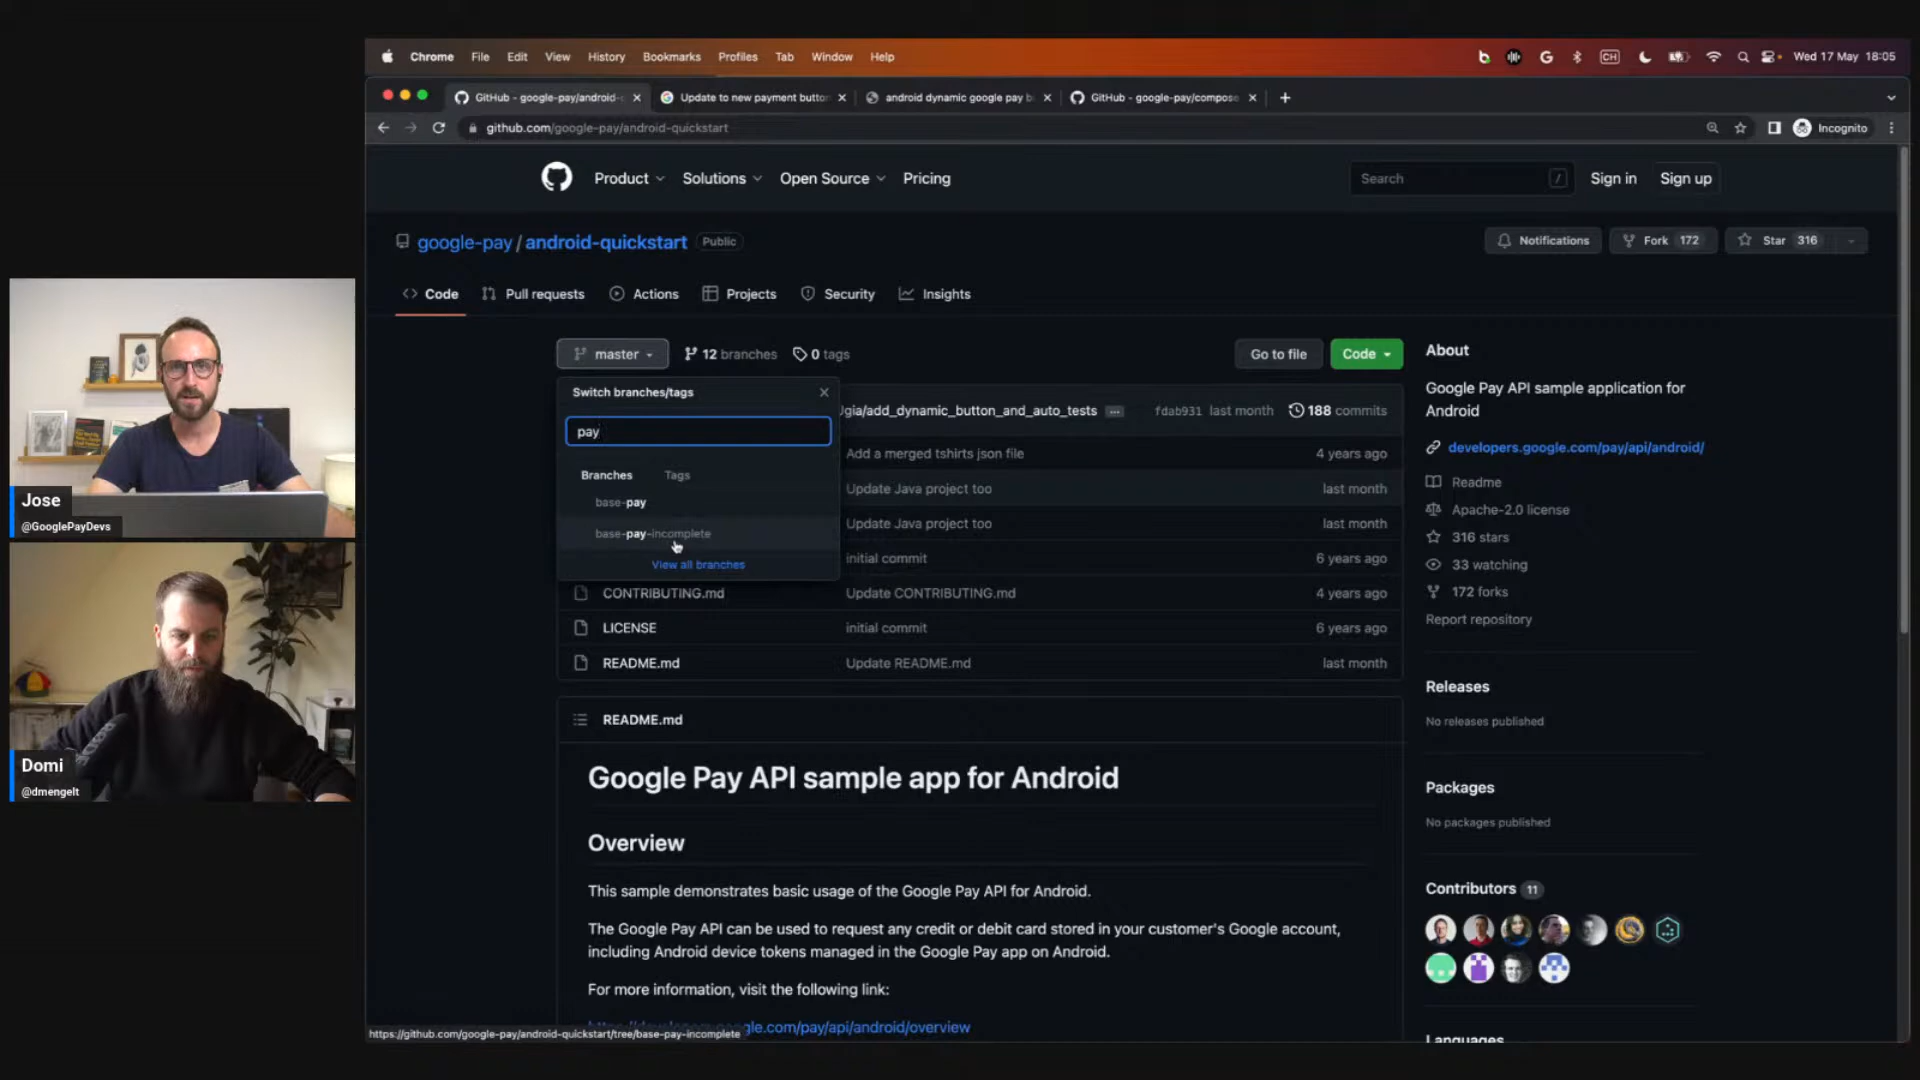 Chrome File Edit View History Bookmarks Profiles Tab Window Help
CH
Wed 17 May 18:05
GitHub - google-pay/android-
Update to new payment button
android dynamic google pay b
GitHub - google-pay/compose
github.com/google-pay/android-quickstart
Incognito
Product Solutions Open Source Pricing
Search /
Sign in Sign up
google-pay / android-quickstart Public
Notifications
Fork 172
Star 316
Code Pull requests Actions Projects Security Insights
master 12 branches 0 tags
Go to file Code
Switch branches/tags
pay
Branches Tags
base-pay
base-pay-incomplete
View all branches
gia/add_dynamic_button_and_auto_tests ... fdab931 last month 188 commits
Add a merged tshirts json file 4 years ago
Update Java project too last month
Update Java project too last month
initial commit 6 years ago
CONTRIBUTING.md Update CONTRIBUTING.md 4 years ago
LICENSE initial commit 6 years ago
README.md Update README.md last month
README.md
Google Pay API sample app for Android
Overview
This sample demonstrates basic usage of the Google Pay API for Android.
The Google Pay API can be used to request any credit or debit card stored in your customer's Google account,
including Android device tokens managed in the Google Pay app on Android.
For more information, visit the following link:
https://developers.google.com/pay/api/android/overview
https://github.com/google-pay/android-quickstart/tree/base-pay-incomplete
About
Google Pay API sample application for
Android
developers.google.com/pay/api/android/
Readme
Apache-2.0 license
316 stars
33 watching
172 forks
Report repository
Releases
No releases published
Packages
No packages published
Contributors 11
Languages
Jose
@GooglePayDevs
Domi
@dmengelt